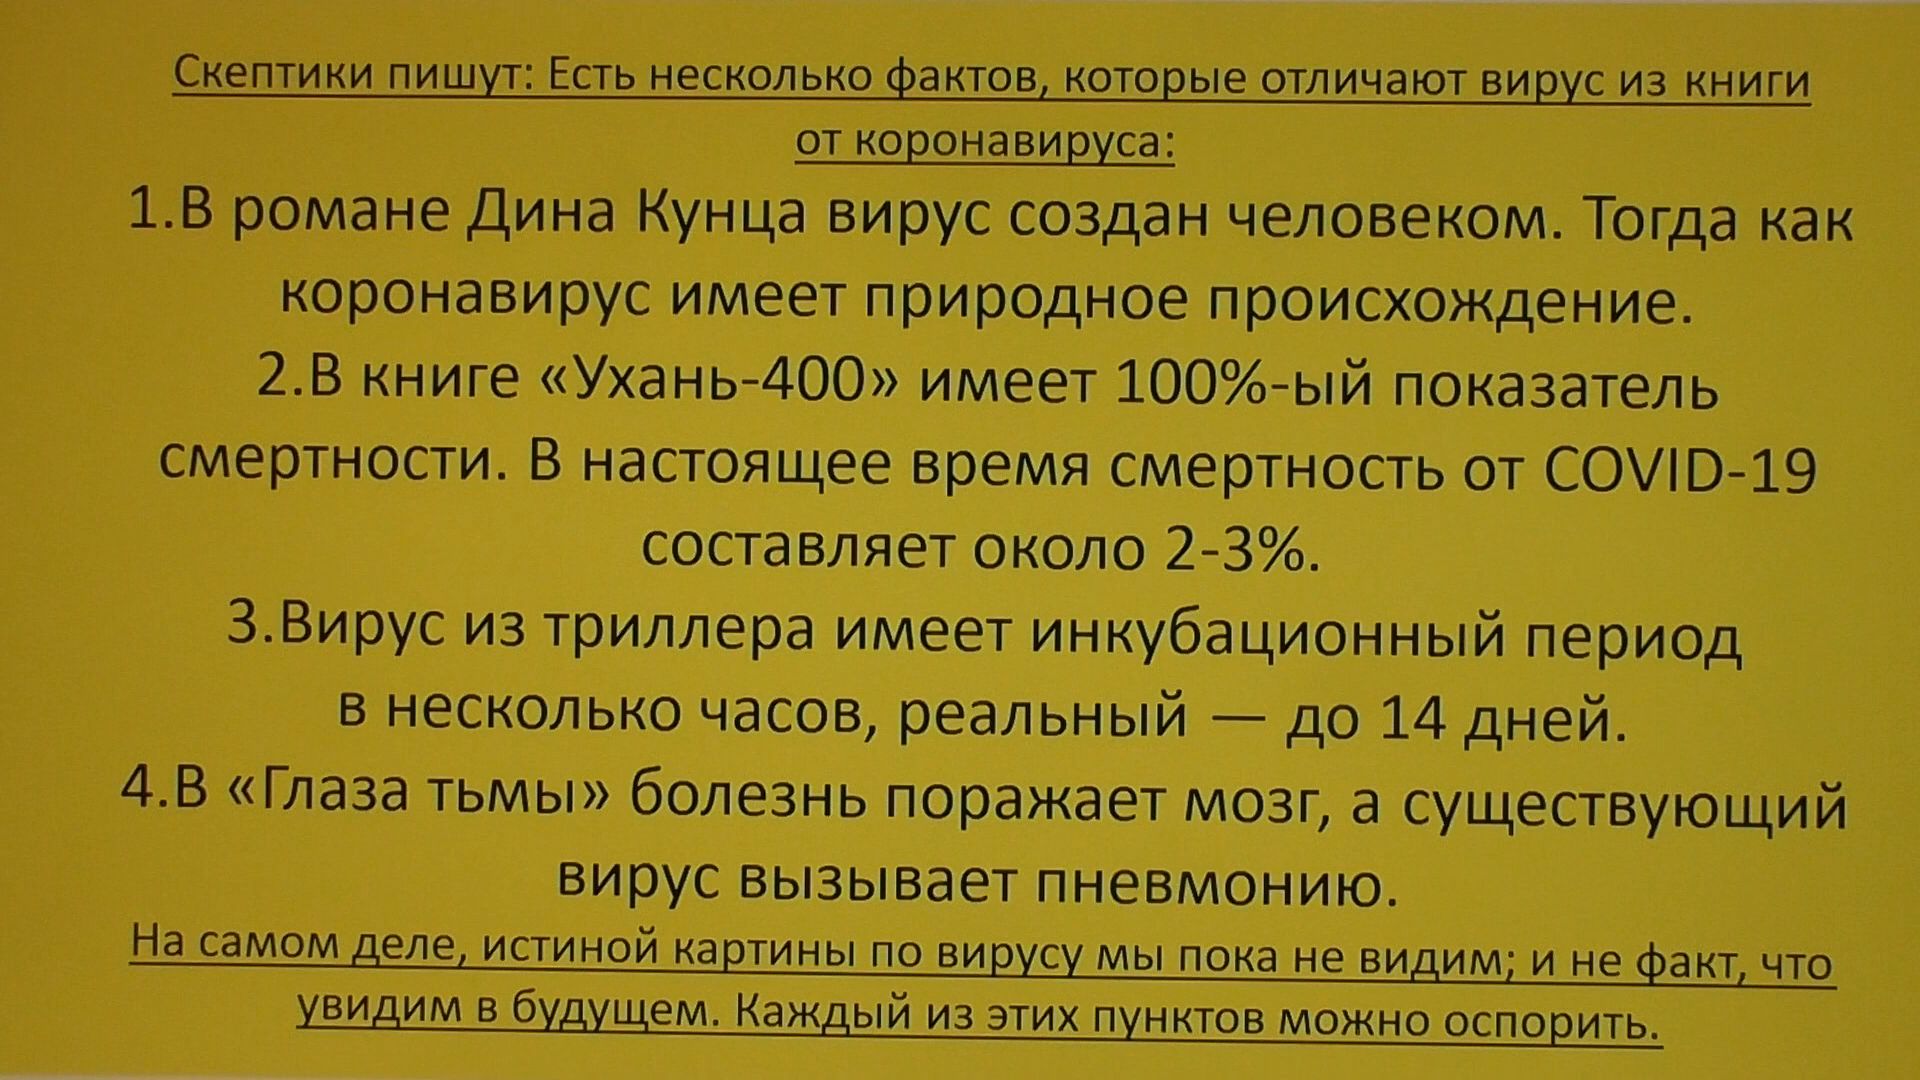 Скептики пишут: Есть несколько фактов, которые отличают вирус из книги
от коронавируса:
1.В романе Дина Кунца вирус создан человеком. Тогда как
коронавирус имеет природное происхождение.
2.В книге «Ухань-400» имеет 100%-ый показатель
смертности. В настоящее время смертность от COVID-19
составляет около 2-3%.
3.Вирус из триллера имеет инкубационный период
в несколько часов, реальный — до 14 дней.
4.В «Глаза тьмы» болезнь поражает мозг, а существующий
вирус вызывает пневмонию.
На самом деле, истиной картины по вирусу мы пока не видим; и не факт, что
увидим в будущем. Каждый из этих пунктов можно оспорить.